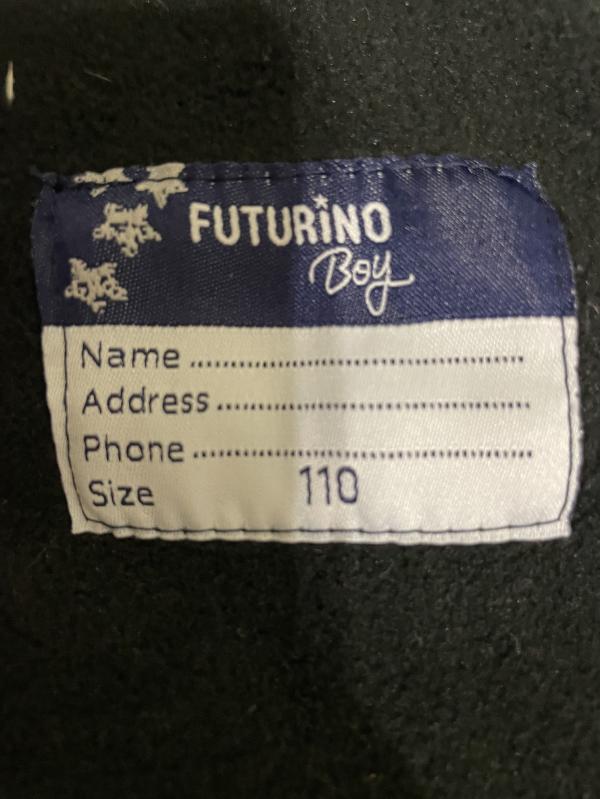 FUTURiNO
Boy
Name ........................................
Address ........................................
Phone ........................................
Size 110